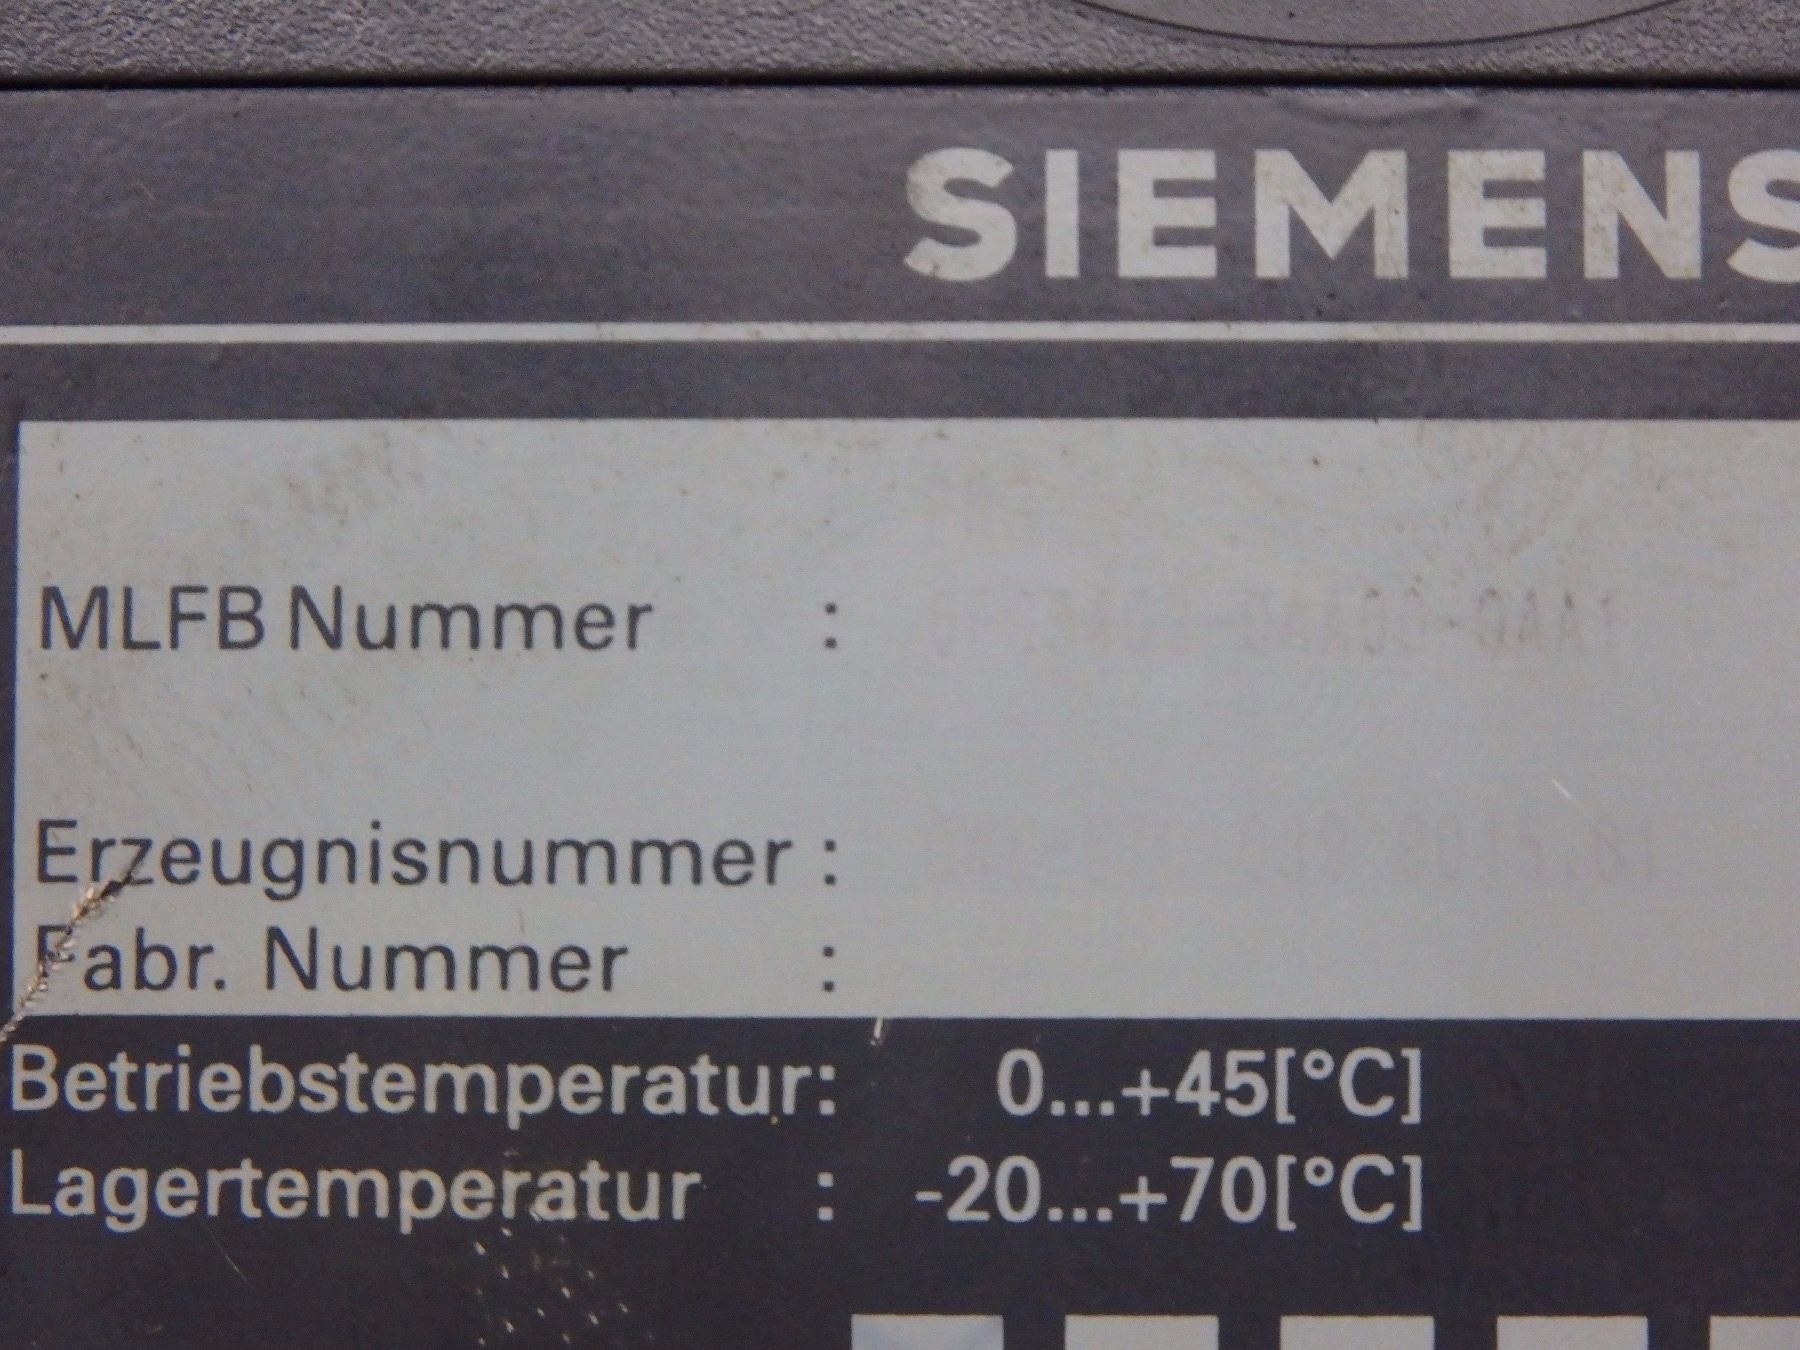 SIEMENS
MLFB Nummer :
Erzeugnisnummer :
Fabr. Nummer :
Betriebstemperatur: 0...+45[°C]
Lagertemperatur : -20...+70[°C]